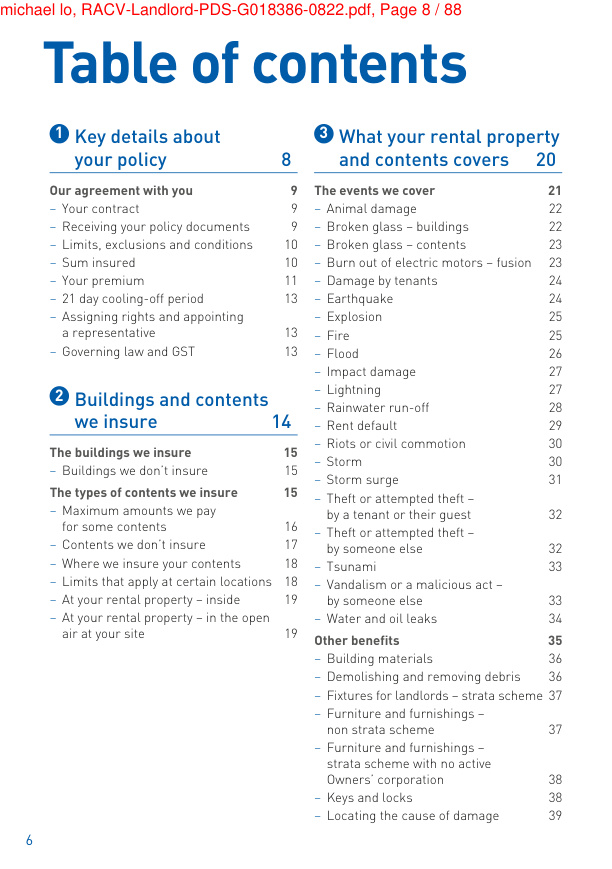 michael lo, RACV-Landlord-PDS-G018386-0822.pdf, Page 8 / 88
Table of contents
1 Key details about
your policy 8
Our agreement with you 9
– Your contract 9
– Receiving your policy documents 9
– Limits, exclusions and conditions 10
– Sum insured 10
– Your premium 11
– 21 day cooling-off period 13
– Assigning rights and appointing
a representative 13
– Governing law and GST 13
2 Buildings and contents
we insure 14
The buildings we insure 15
– Buildings we don’t insure 15
The types of contents we insure 15
– Maximum amounts we pay
for some contents 16
– Contents we don’t insure 17
– Where we insure your contents 18
– Limits that apply at certain locations 18
– At your rental property – inside 19
– At your rental property – in the open
air at your site 19
3 What your rental property
and contents covers 20
The events we cover 21
– Animal damage 22
– Broken glass – buildings 22
– Broken glass – contents 23
– Burn out of electric motors – fusion 23
– Damage by tenants 24
– Earthquake 24
– Explosion 25
– Fire 25
– Flood 26
– Impact damage 27
– Lightning 27
– Rainwater run-off 28
– Rent default 29
– Riots or civil commotion 30
– Storm 30
– Storm surge 31
– Theft or attempted theft –
by a tenant or their guest 32
– Theft or attempted theft –
by someone else 32
– Tsunami 33
– Vandalism or a malicious act –
by someone else 33
– Water and oil leaks 34
Other benefits 35
– Building materials 36
– Demolishing and removing debris 36
– Fixtures for landlords – strata scheme 37
– Furniture and furnishings –
non strata scheme 37
– Furniture and furnishings –
strata scheme with no active
Owners’ corporation 38
– Keys and locks 38
– Locating the cause of damage 39
6